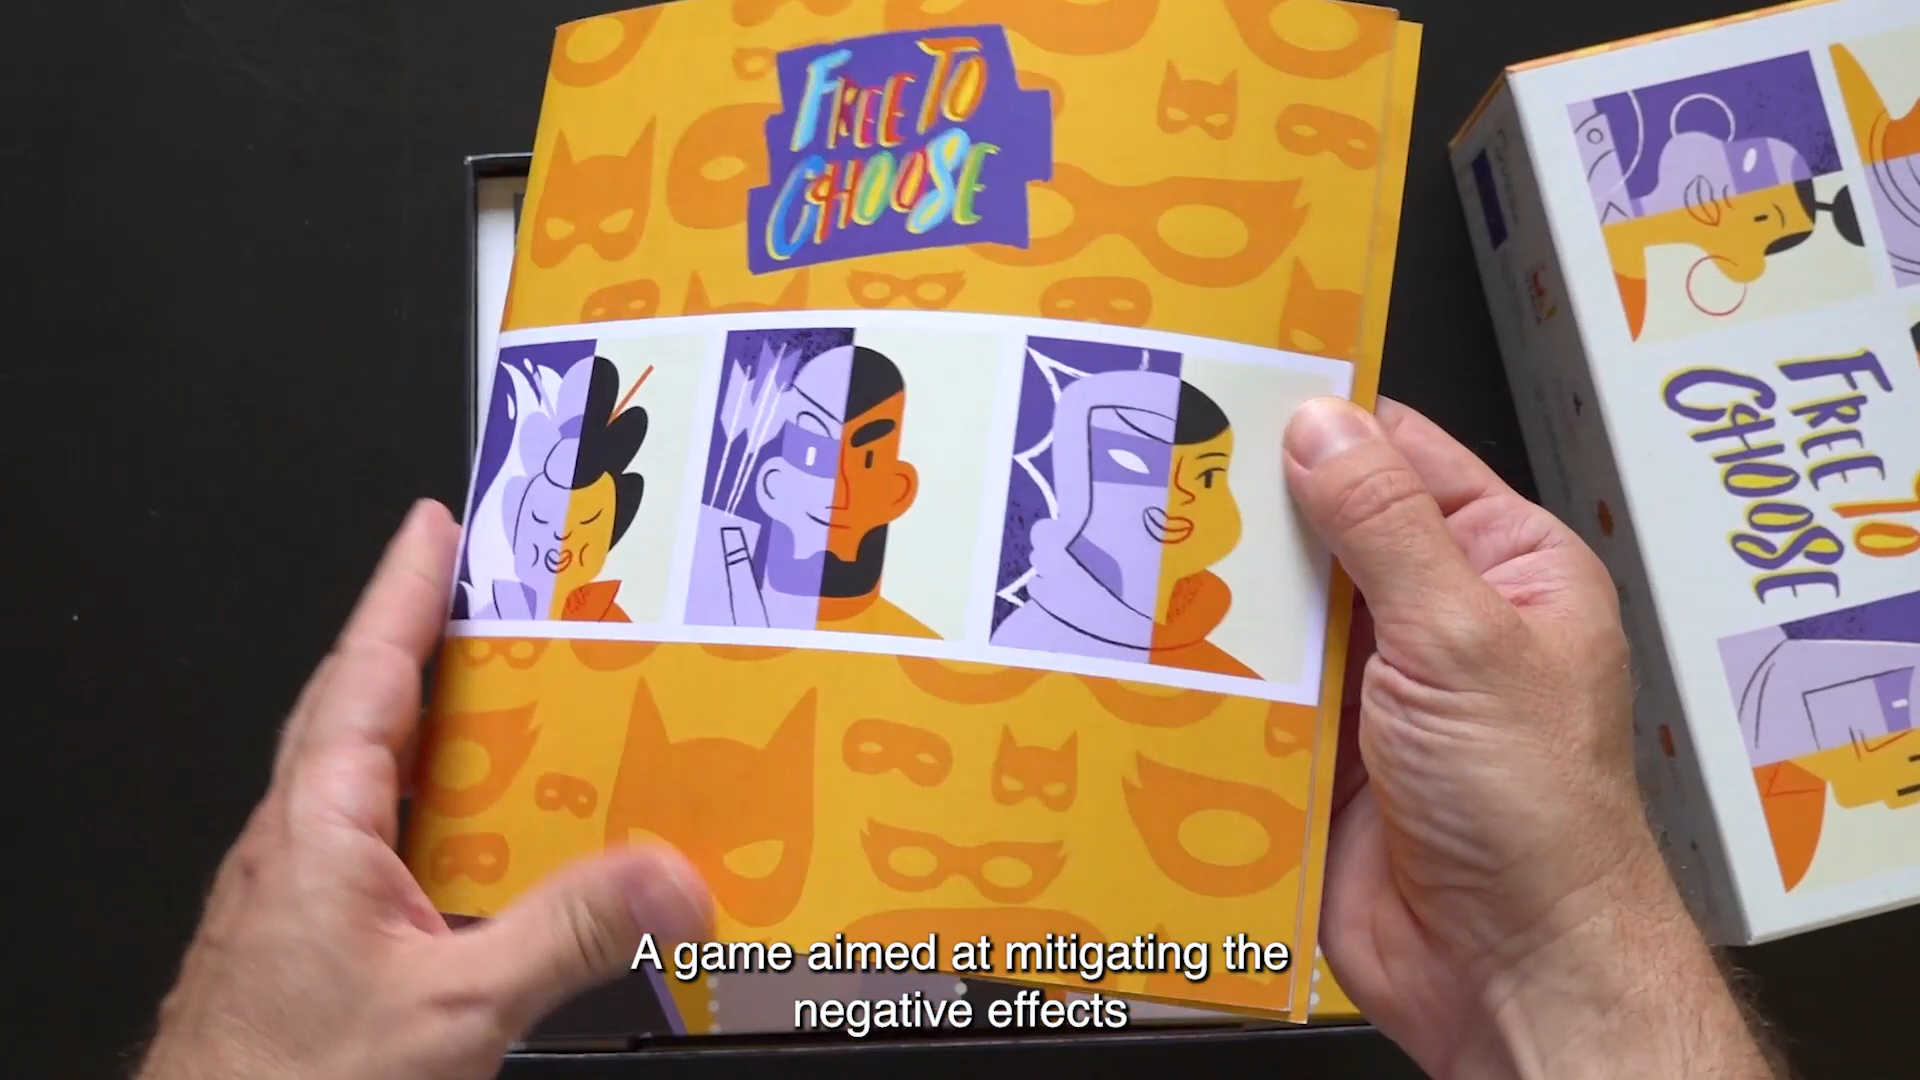 FREE TO
CHOOSE
FREE TO
CHOOSE
A game aimed at mitigating the
negative effects